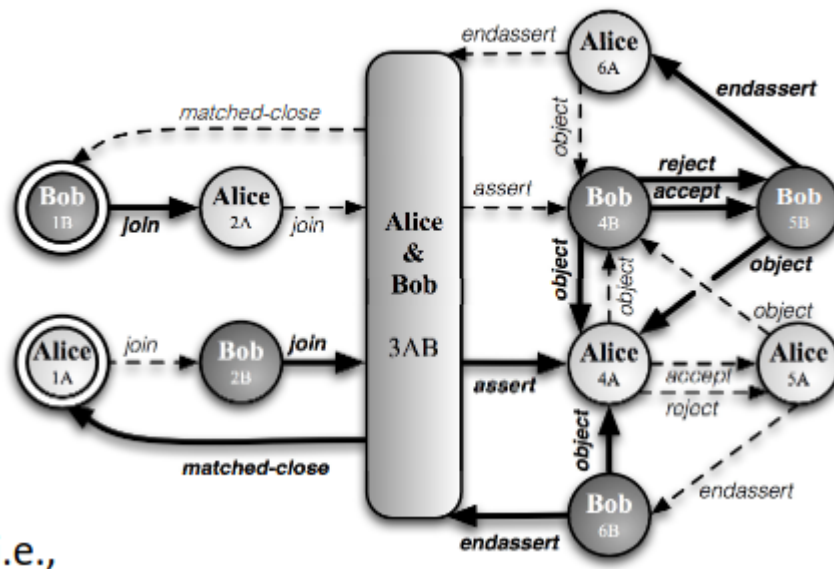 endassert
Alice
6A
endassert
matched-close
object
reject
accept
assert
Bob
1B
join
Alice
2A
join
Bob
4B
Bob
5B
Alice
&
Bob
3AB
object
object
object
object
Alice
1A
join
Bob
2B
join
assert
Alice
4A
accept
reject
Alice
5A
matched-close
object
endassert
Bob
6B
endassert
.e.,